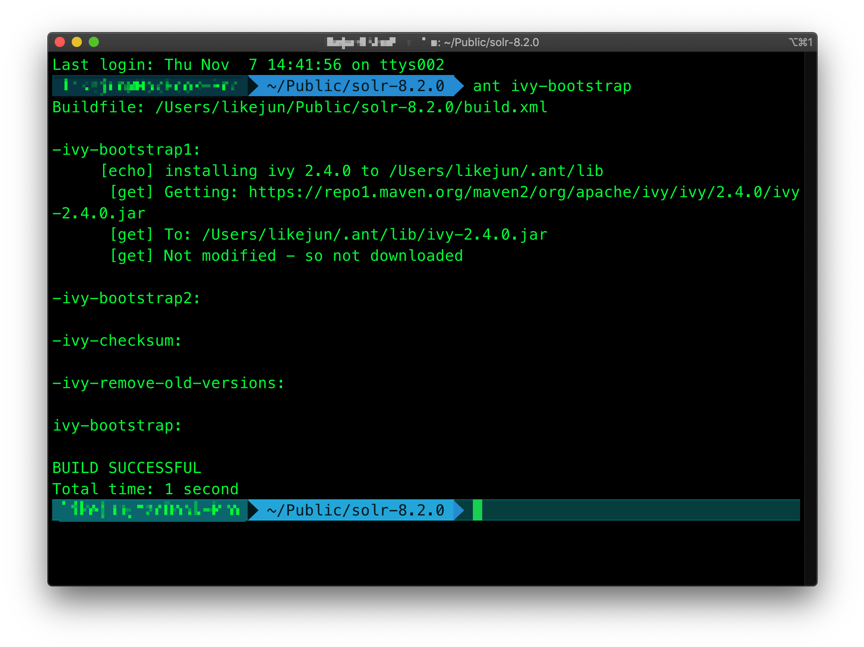 : ~/Public/solr-8.2.0 ⌥⌘1
Last login: Thu Nov  7 14:41:56 on ttys002
~/Public/solr-8.2.0 ant ivy-bootstrap
Buildfile: /Users/likejun/Public/solr-8.2.0/build.xml
-ivy-bootstrap1:
[echo] installing ivy 2.4.0 to /Users/likejun/.ant/lib
[get] Getting: https://repo1.maven.org/maven2/org/apache/ivy/ivy/2.4.0/ivy
-2.4.0.jar
[get] To: /Users/likejun/.ant/lib/ivy-2.4.0.jar
[get] Not modified - so not downloaded
-ivy-bootstrap2:
-ivy-checksum:
-ivy-remove-old-versions:
ivy-bootstrap:
BUILD SUCCESSFUL
Total time: 1 second
~/Public/solr-8.2.0